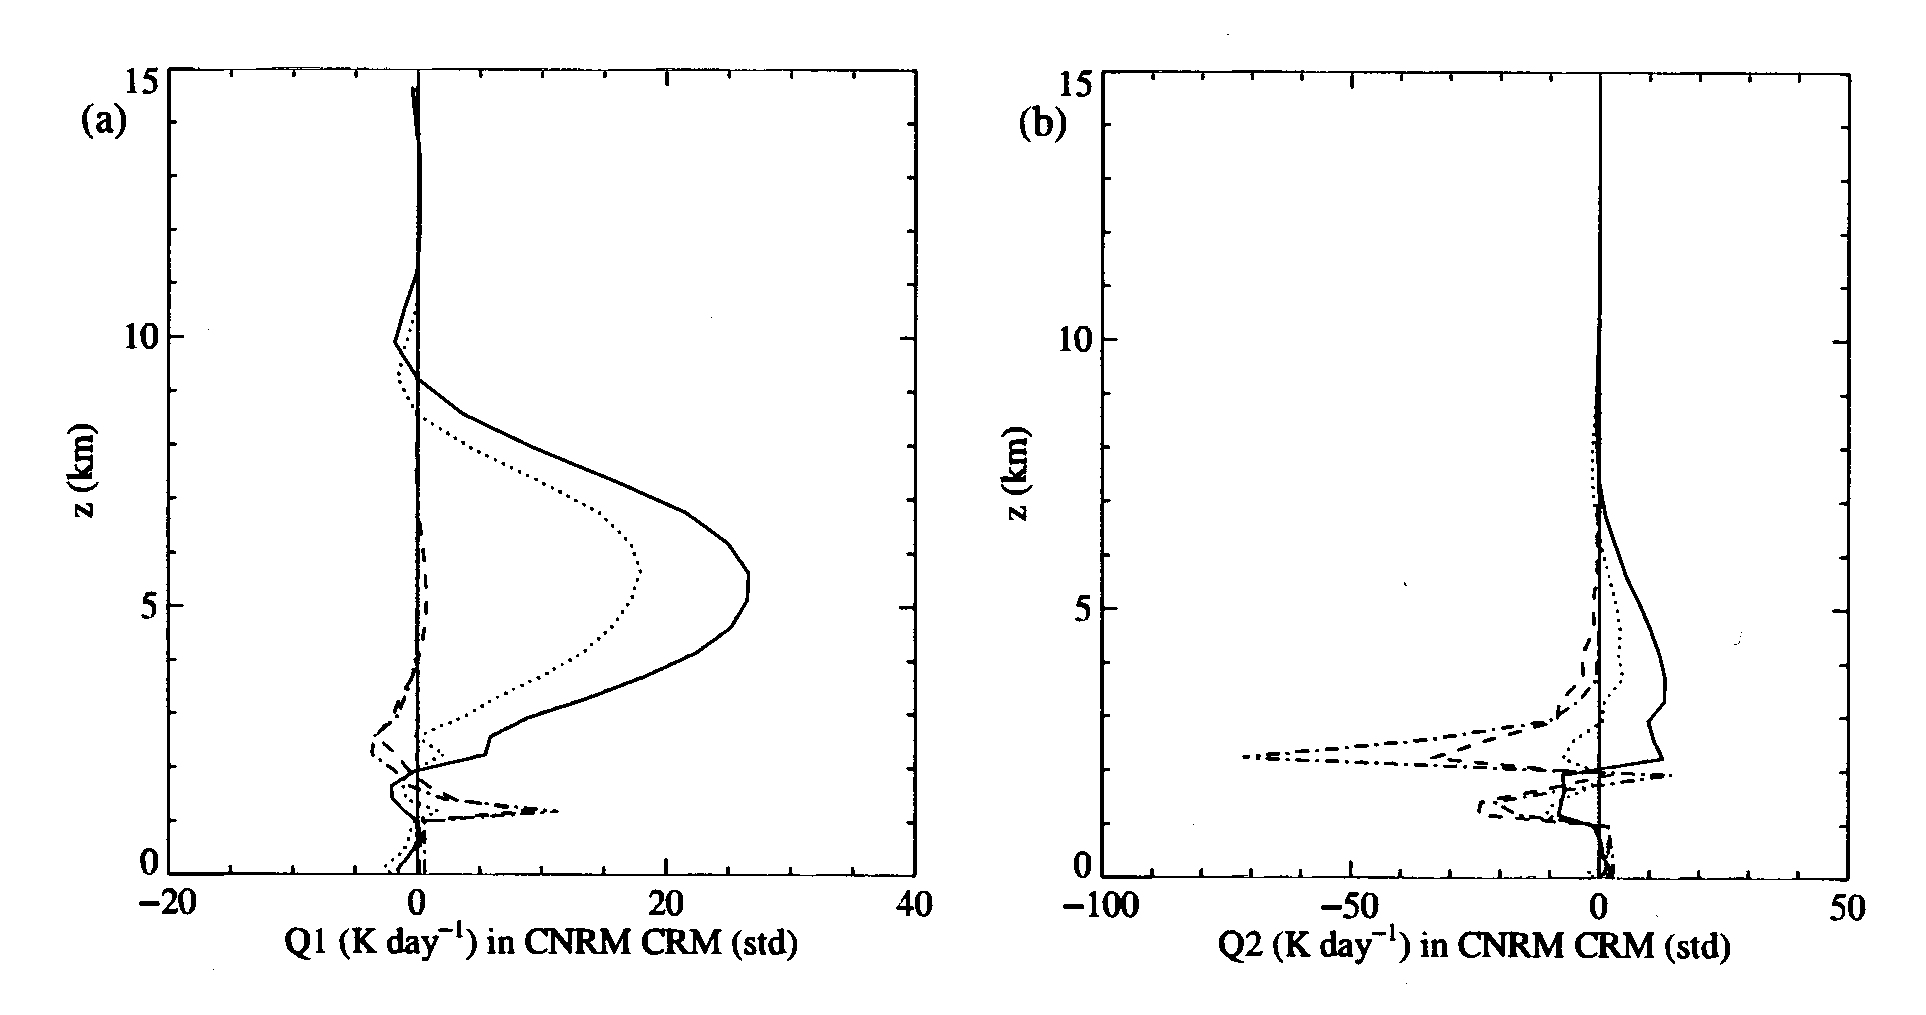 (a)
15
10
5
0
z (km)
−20 0 20 40
Q1 (K day⁻¹) in CNRM CRM (std)
(b)
15
10
5
0
z (km)
−100 −50 0 50
Q2 (K day⁻¹) in CNRM CRM (std)